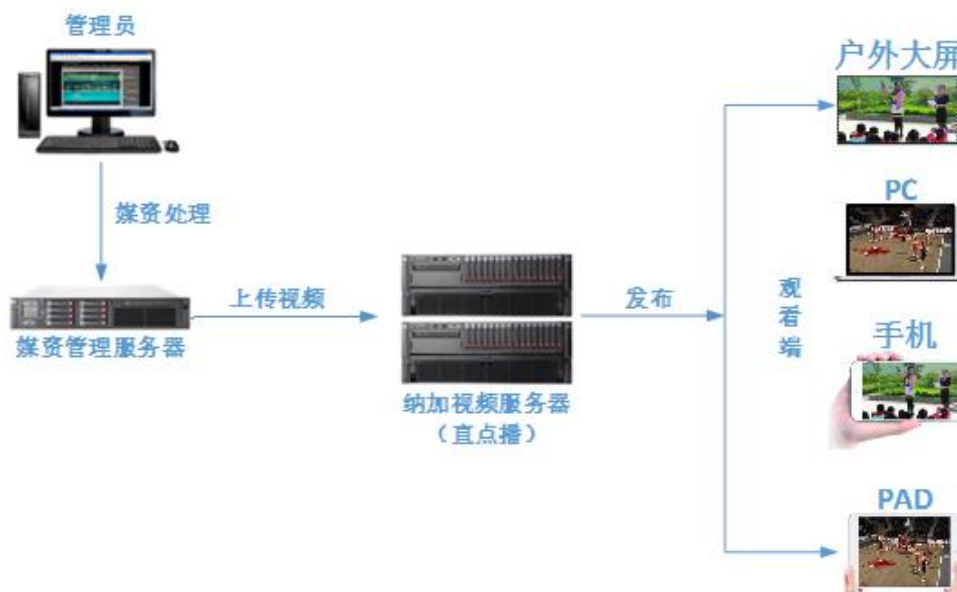 管理员
户外大屏
PC
媒资处理
上传视频
发布
观看端
媒资管理服务器
手机
纳加视频服务器
（直点播）
PAD